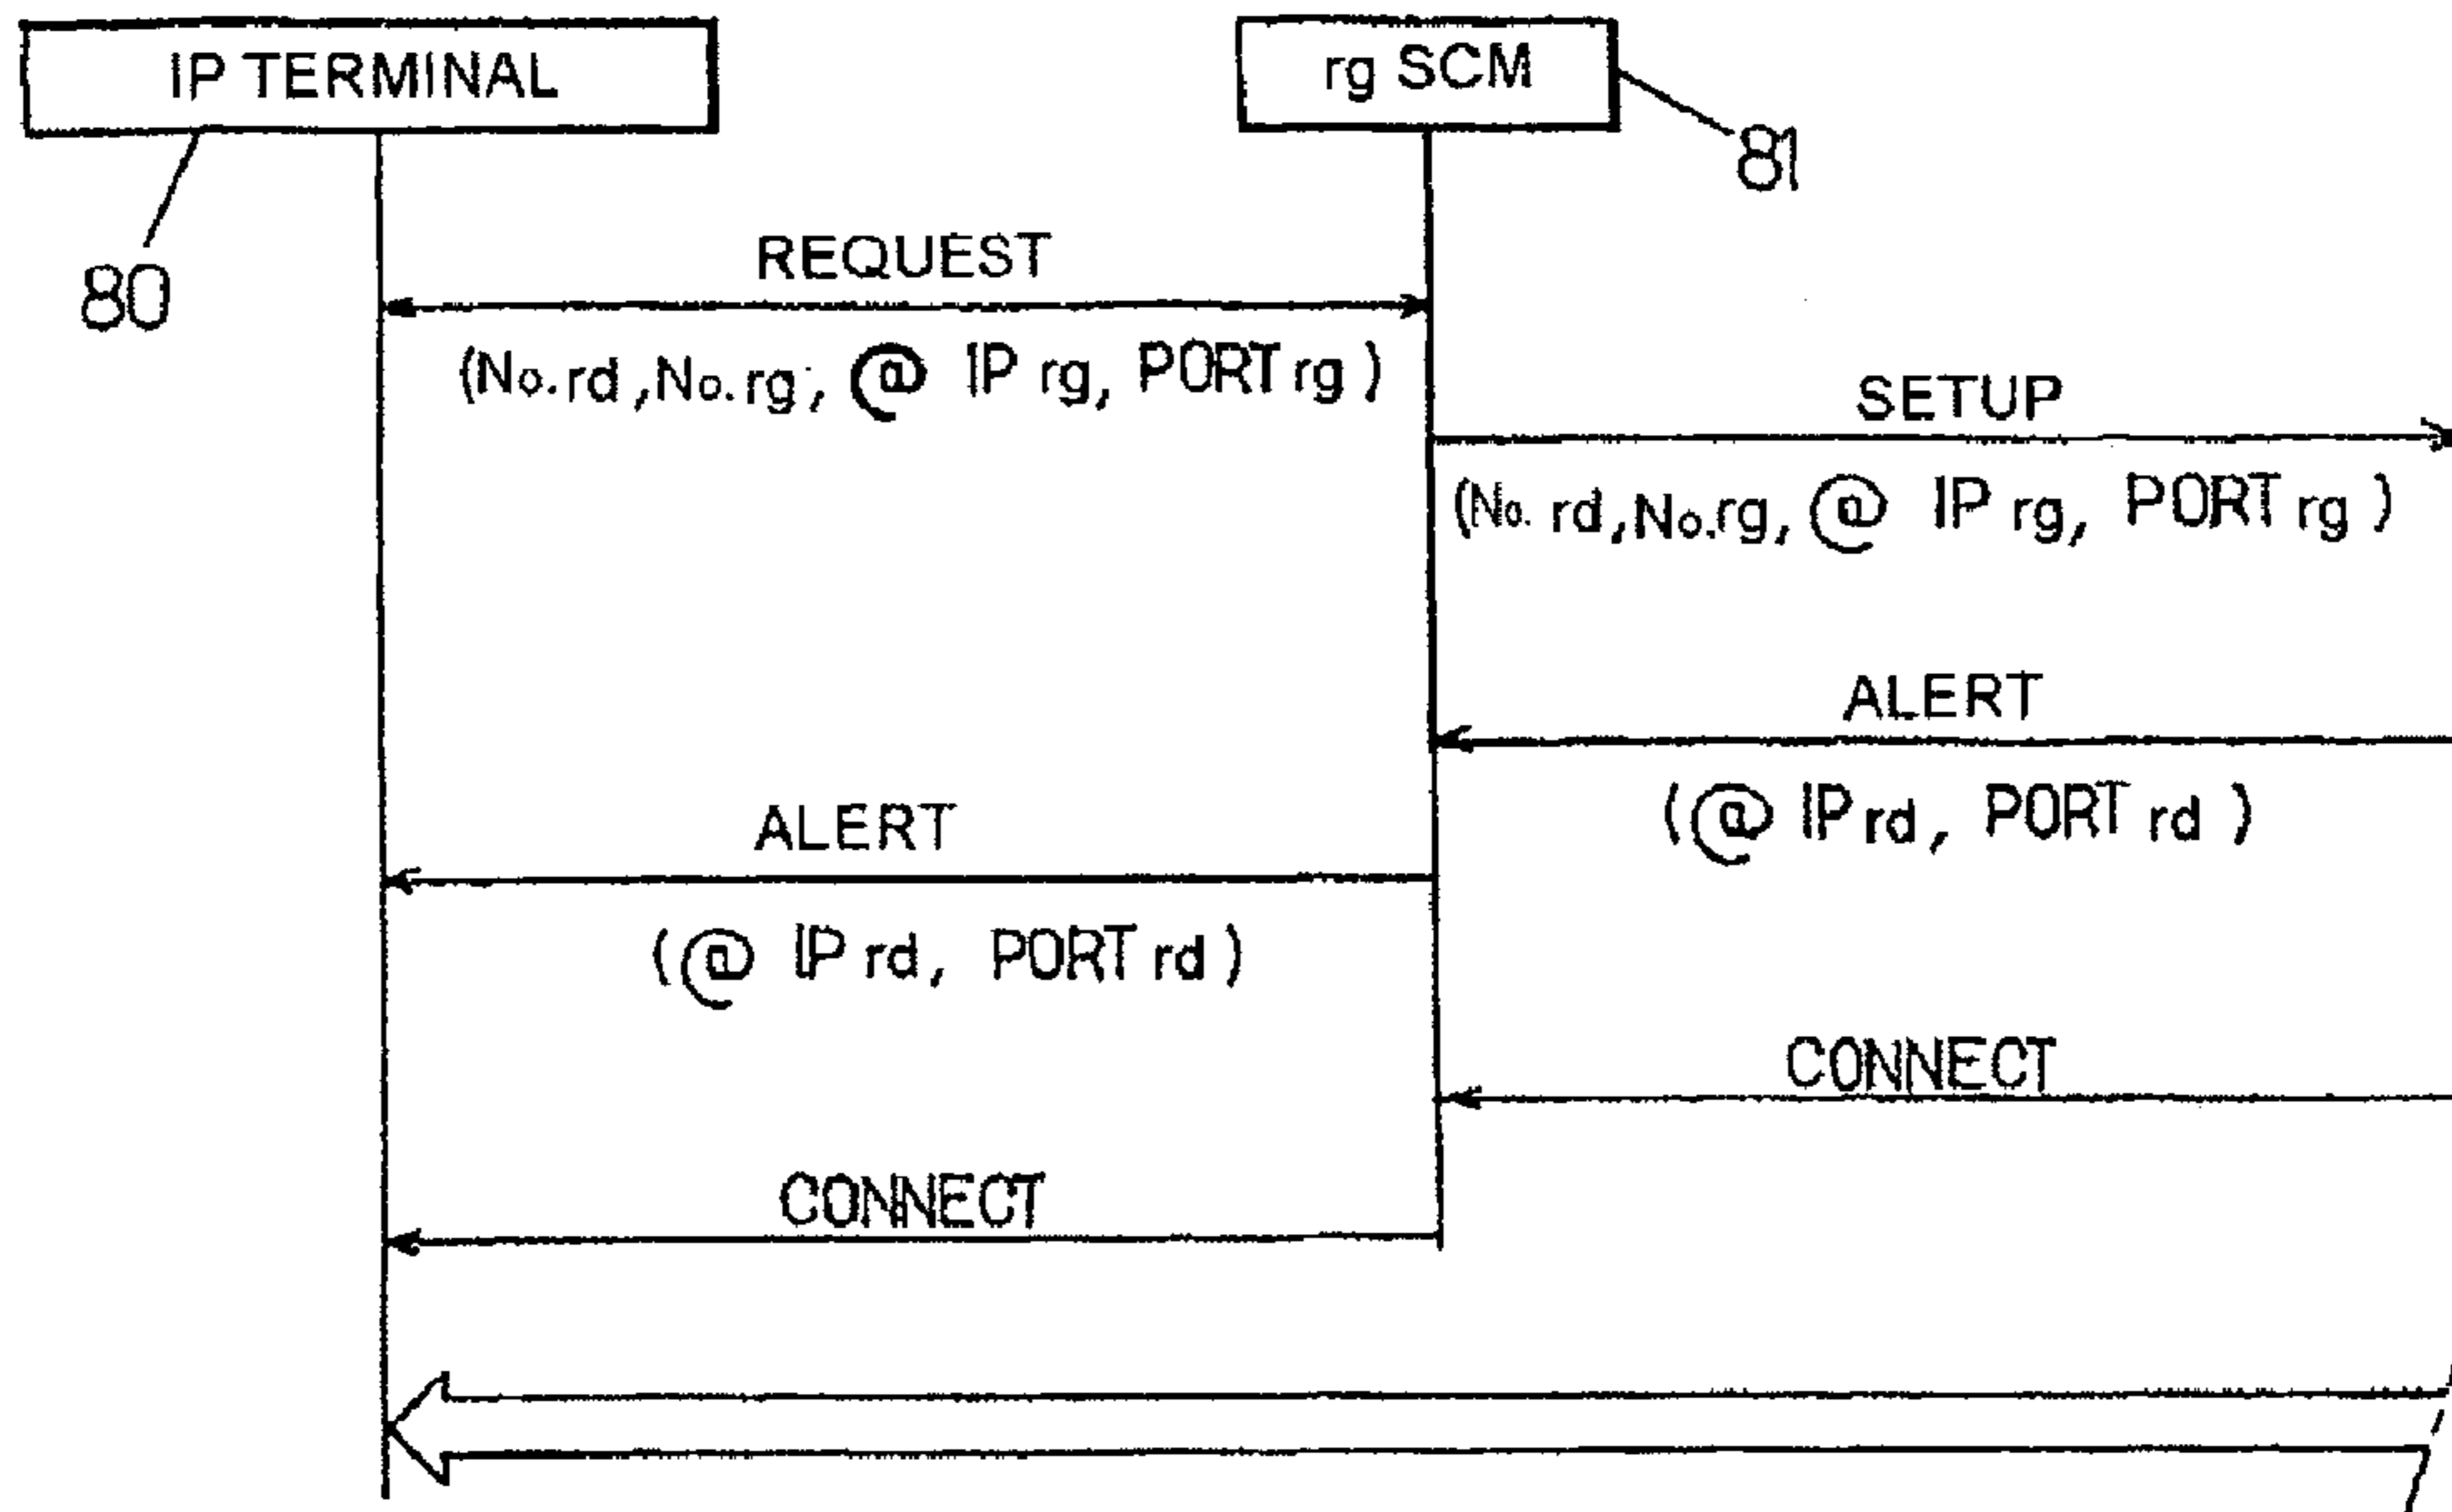 IP TERMINAL
rg SCM
81
80
REQUEST
(No.rd,No.rg, @ IP rg, PORT rg)
SETUP
(No. rd,No.rg, @ IP rg, PORT rg)
ALERT
(@ IP rd, PORT rd)
ALERT
(@ IP rd, PORT rd)
CONNECT
CONNECT